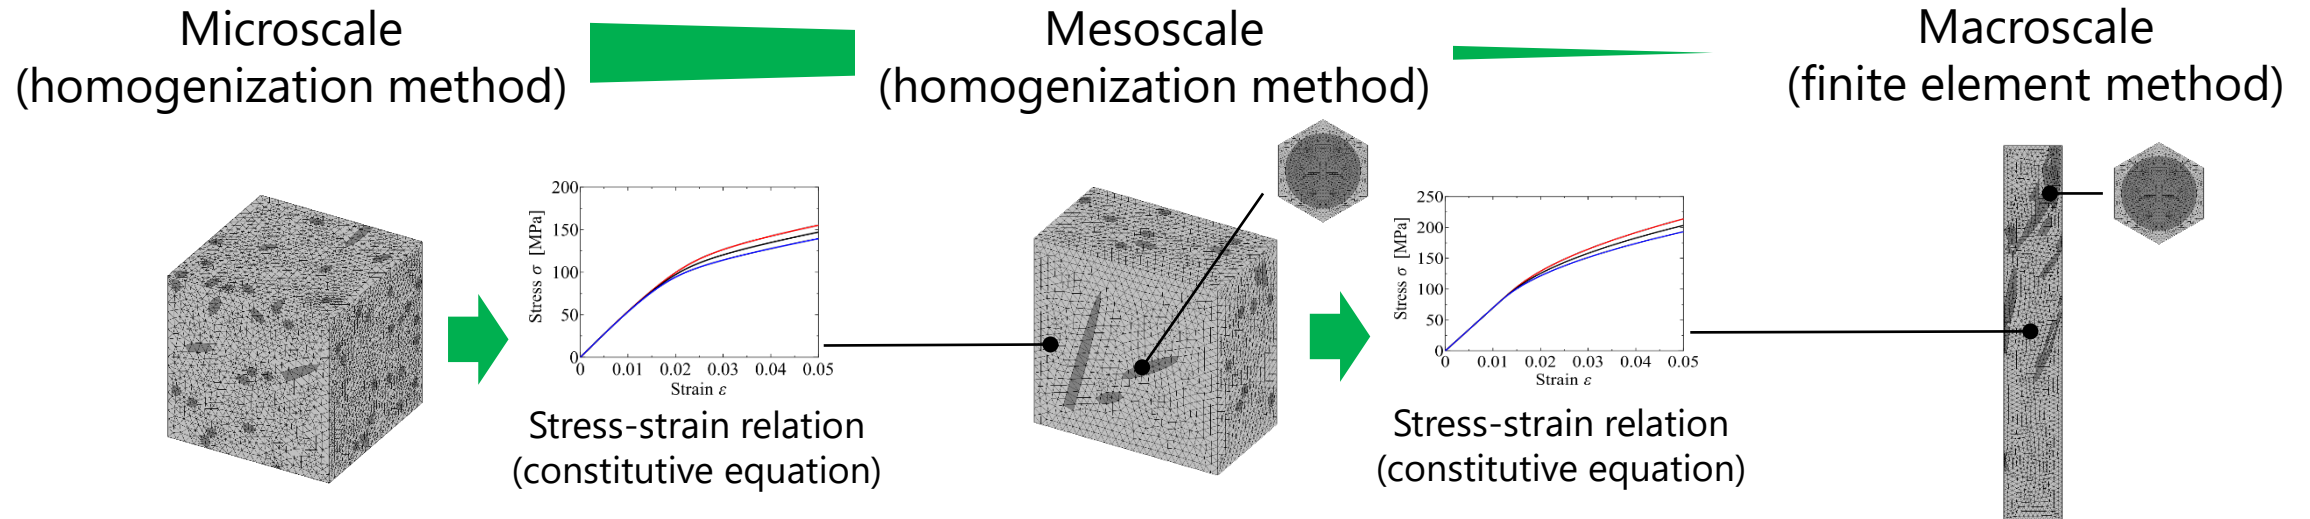 Microscale
(homogenization method)
Mesoscale
(homogenization method)
Macroscale
(finite element method)
Stress σ [MPa]
200
150
100
50
0
0 0.01 0.02 0.03 0.04 0.05
Strain ε
Stress-strain relation
(constitutive equation)
Stress σ [MPa]
250
200
150
100
50
0
0 0.01 0.02 0.03 0.04 0.05
Strain ε
Stress-strain relation
(constitutive equation)